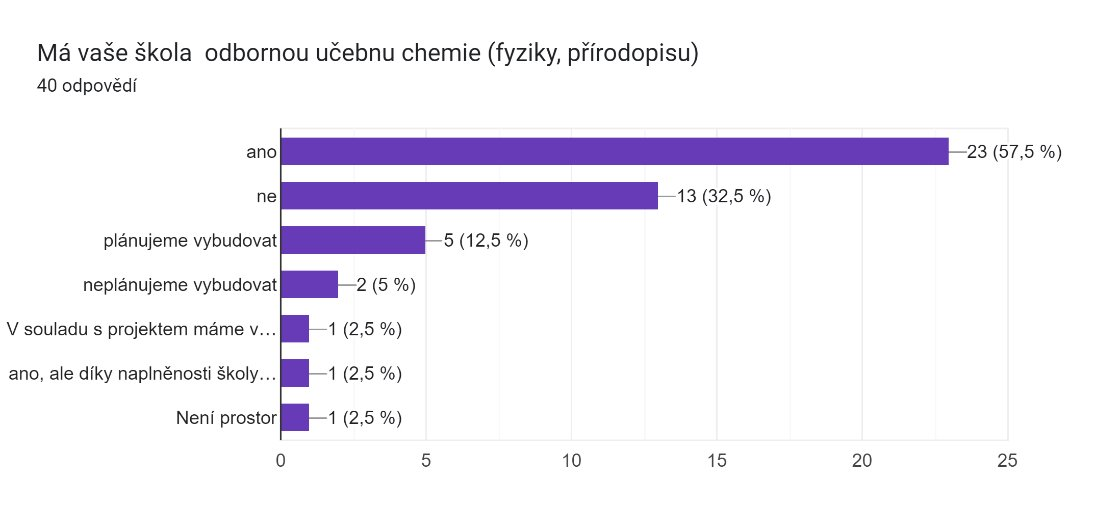 Má vaše škola  odbornou učebnu chemie (fyziky, přírodopisu)
40 odpovědí
ano 23 (57,5 %)
ne 13 (32,5 %)
plánujeme vybudovat 5 (12,5 %)
neplánujeme vybudovat 2 (5 %)
V souladu s projektem máme v… 1 (2,5 %)
ano, ale díky naplněnosti školy… 1 (2,5 %)
Není prostor 1 (2,5 %)
0 5 10 15 20 25